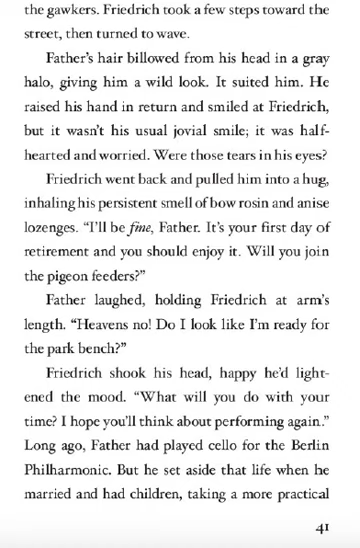 the gawkers. Friedrich took a few steps toward the
street, then turned to wave.
Father’s hair billowed from his head in a gray
halo, giving him a wild look. It suited him. He
raised his hand in return and smiled at Friedrich,
but it wasn’t his usual jovial smile; it was half-
hearted and worried. Were those tears in his eyes?
Friedrich went back and pulled him into a hug,
inhaling his persistent smell of bow rosin and anise
lozenges. “I’ll be fine, Father. It’s your first day of
retirement and you should enjoy it. Will you join
the pigeon feeders?”
Father laughed, holding Friedrich at arm’s
length. “Heavens no! Do I look like I’m ready for
the park bench?”
Friedrich shook his head, happy he’d light-
ened the mood. “What will you do with your
time? I hope you’ll think about performing again.”
Long ago, Father had played cello for the Berlin
Philharmonic. But he set aside that life when he
married and had children, taking a more practical
41